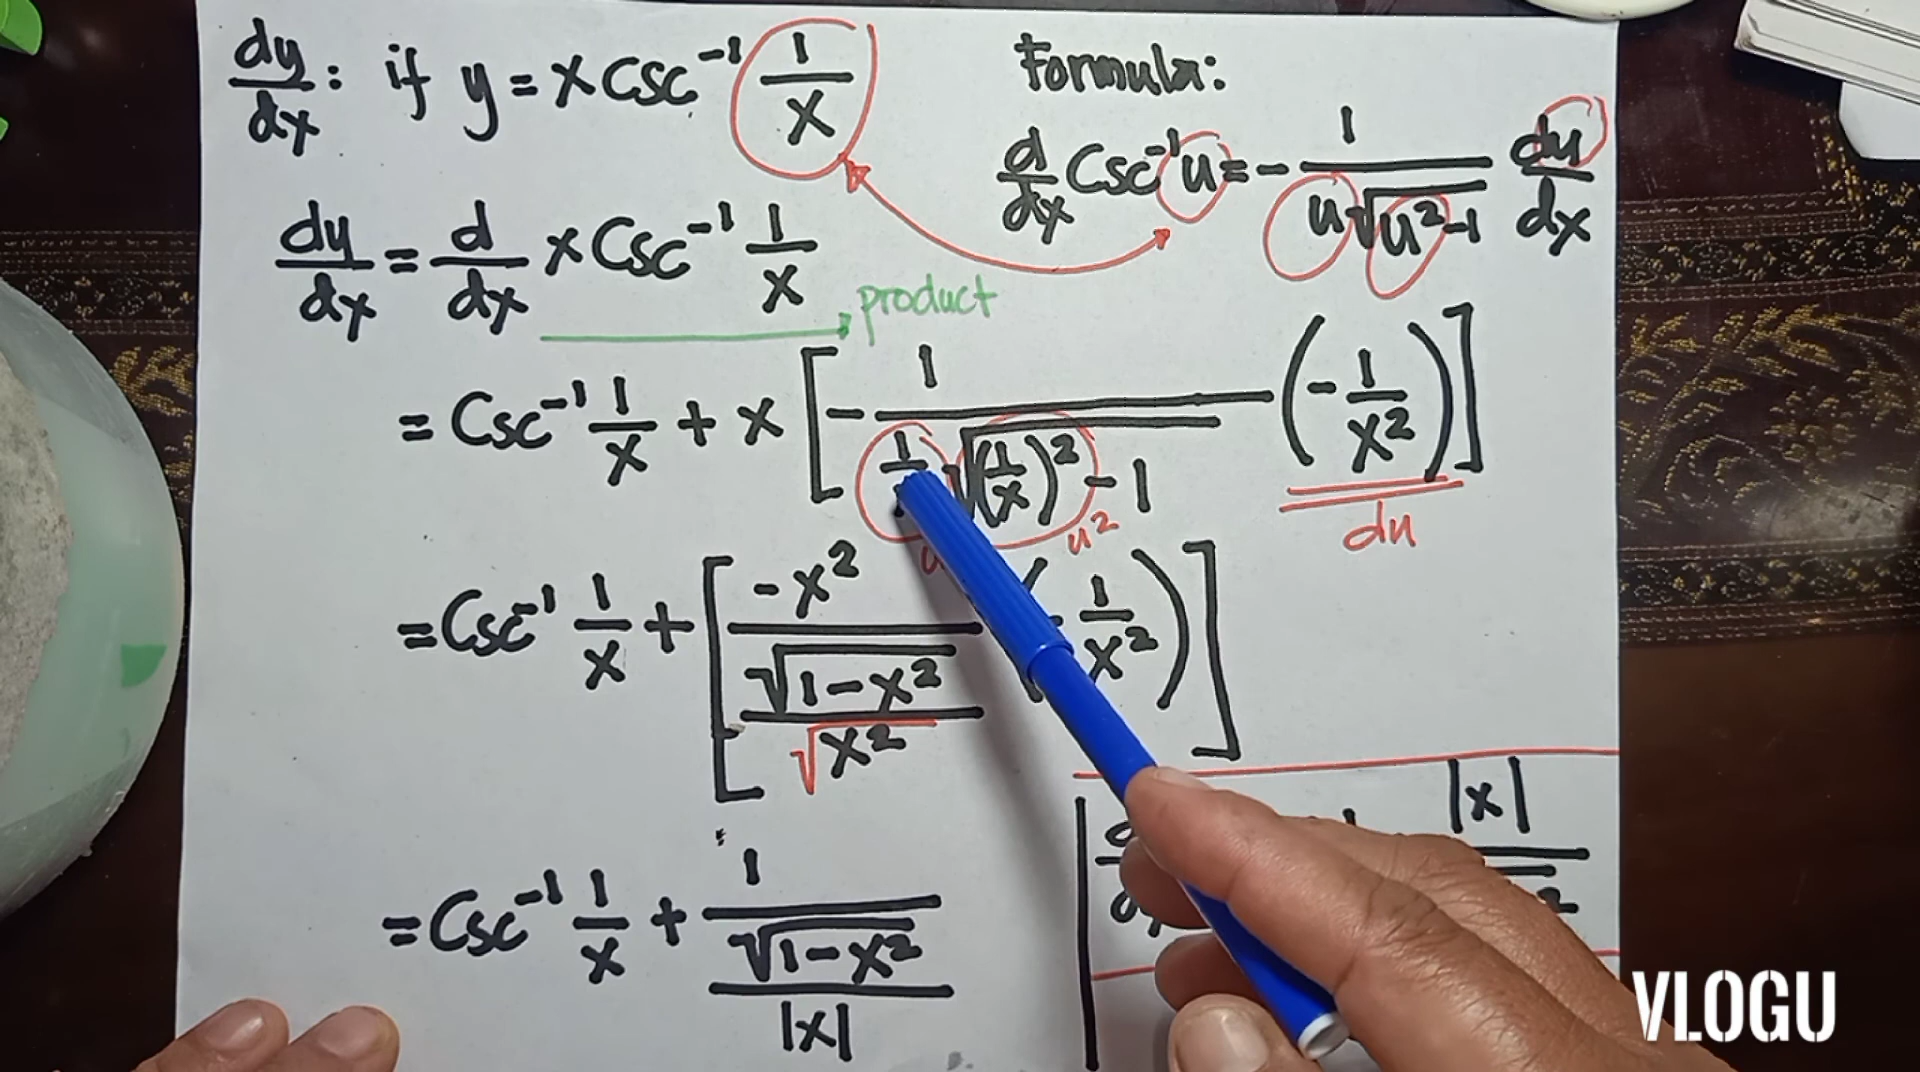 dy/dx : if y = x Csc⁻¹ 1/x
Formula:
d/dx Csc⁻¹ u = - 1/(u√(u²-1)) du/dx
dy/dx = d/dx x Csc⁻¹ 1/x
product
= Csc⁻¹ 1/x + x [ - 1/(1/ √((1/x)² - 1)) (- 1/x²) ]
u u² du
= Csc⁻¹ 1/x + [ -x²/(√(1-x²)/√x²) (- 1/x²) ]
= Csc⁻¹ 1/x + 1/(√(1-x²)/|x|)
|x|
VLOGU